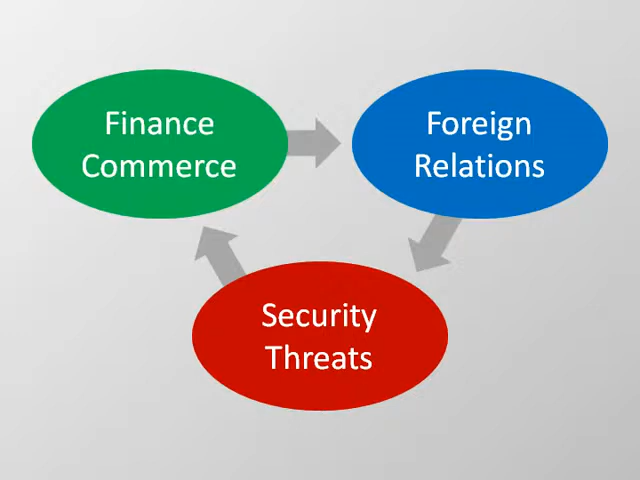 Finance
Commerce
Foreign
Relations
Security
Threats